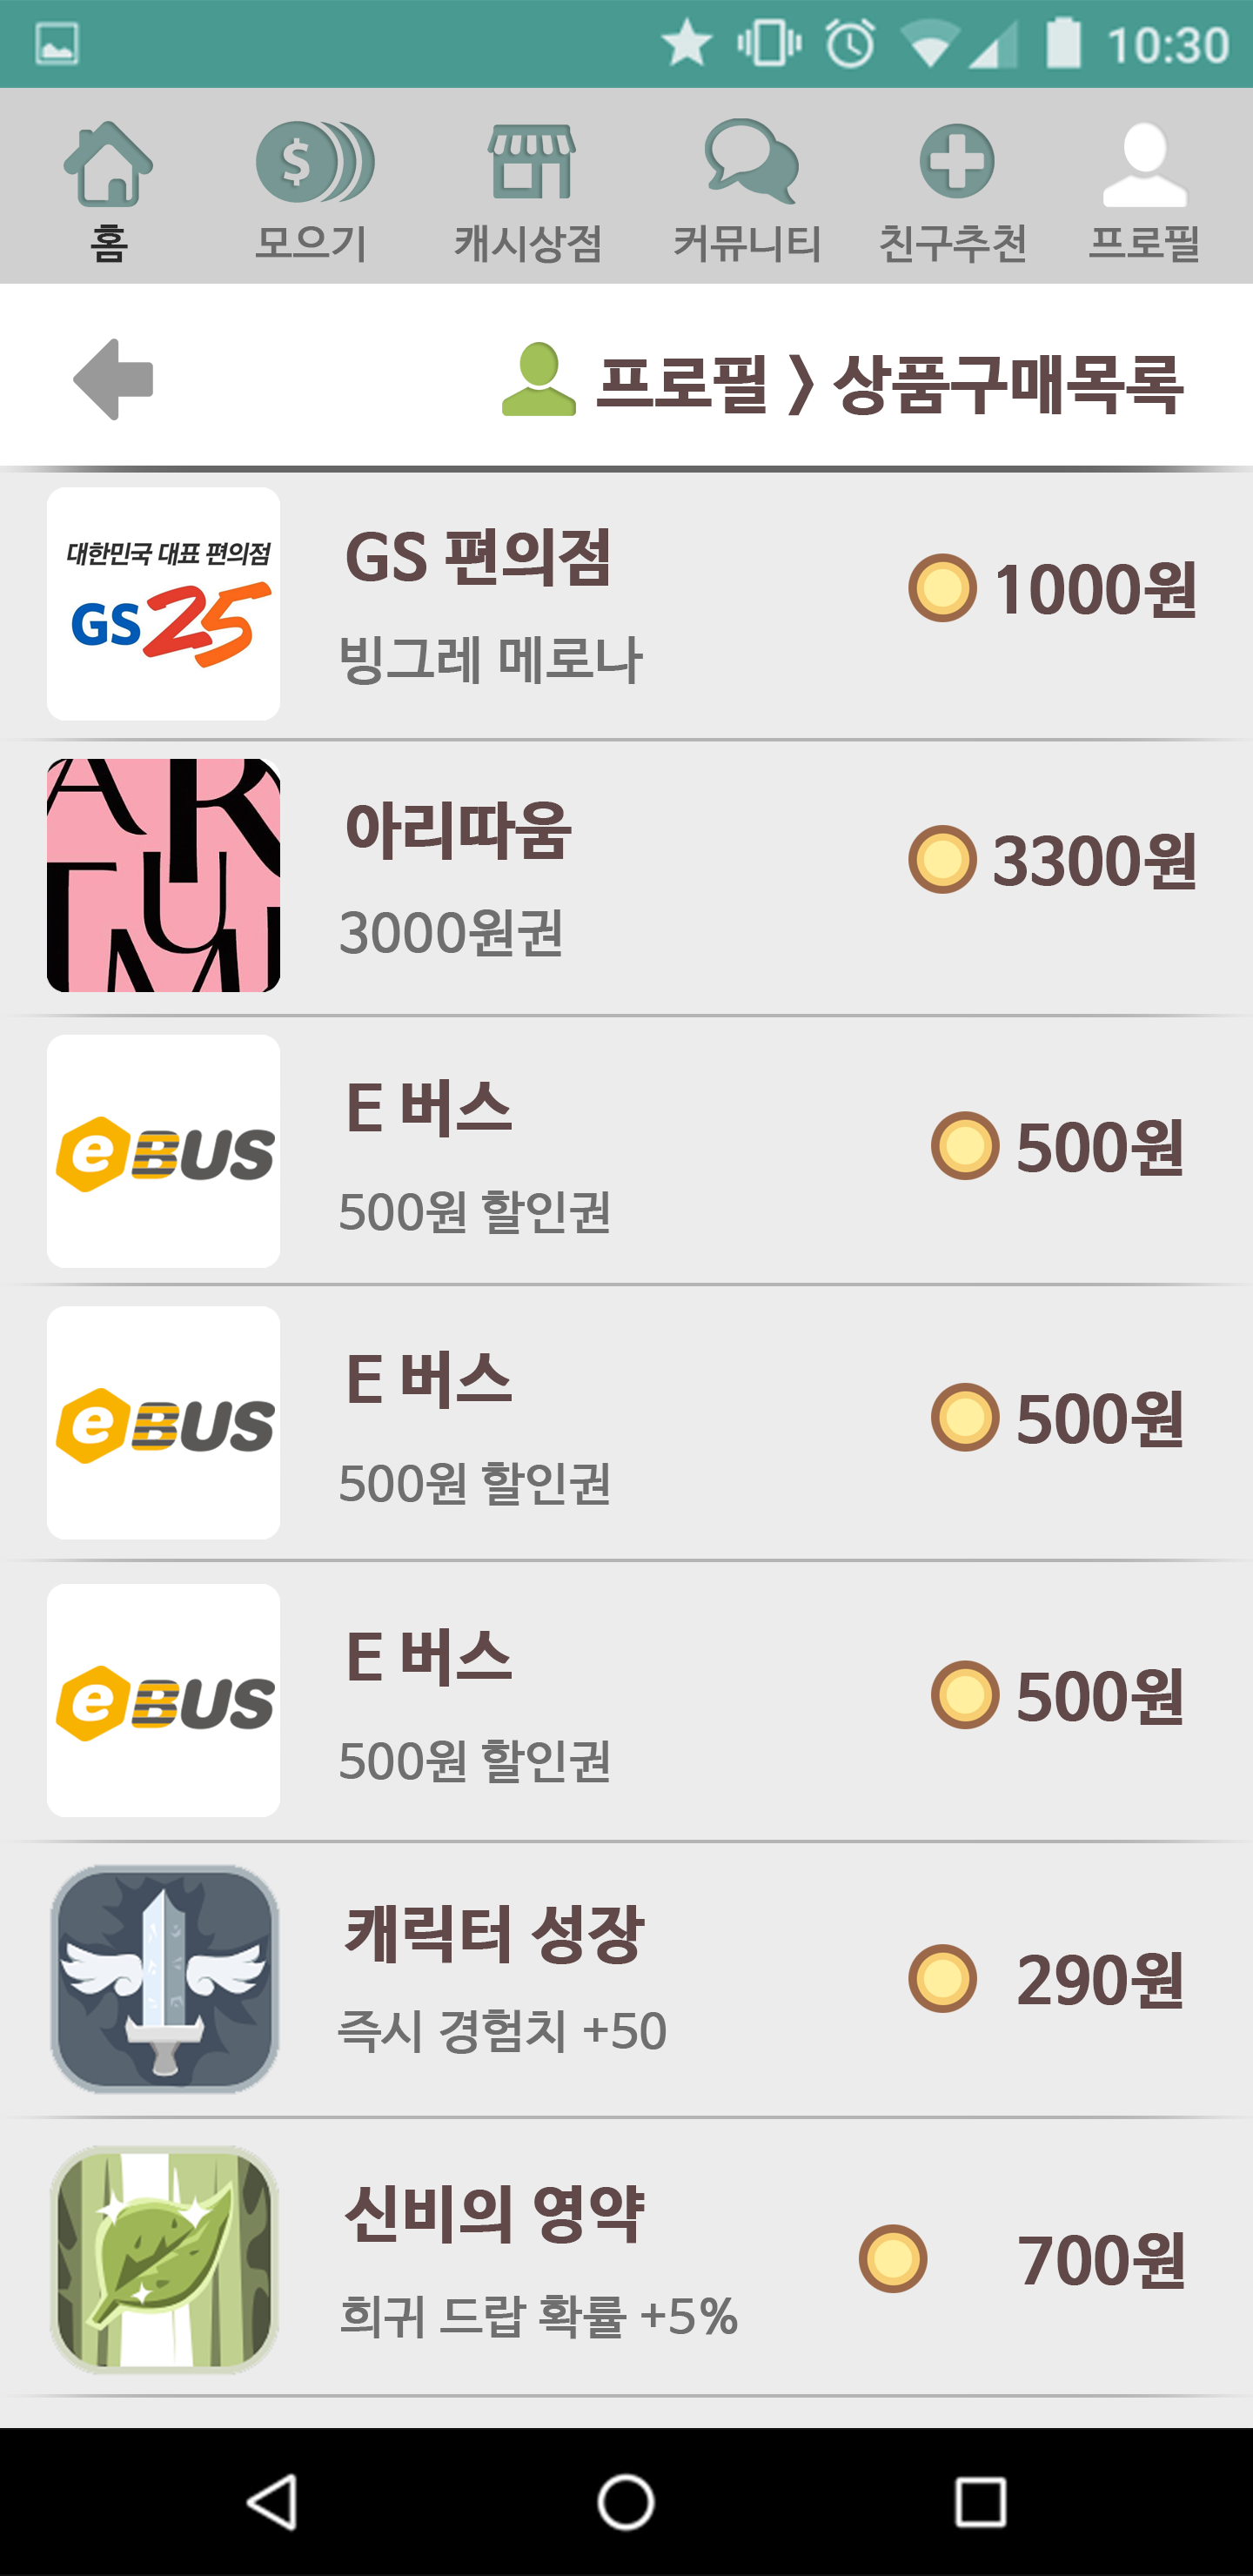 10:30
홈 모으기 캐시상점 커뮤니티 친구추천 프로필
프로필 > 상품구매목록
대한민국 대표 편의점
GS25
GS 편의점
1000원
빙그레 메로나
AR
TU
M
아리따움
3300원
3000원권
eBUS
E 버스
500원
500원 할인권
eBUS
E 버스
500원
500원 할인권
eBUS
E 버스
500원
500원 할인권
캐릭터 성장
290원
즉시 경험치 +50
신비의 영약
700원
희귀 드랍 확률 +5%